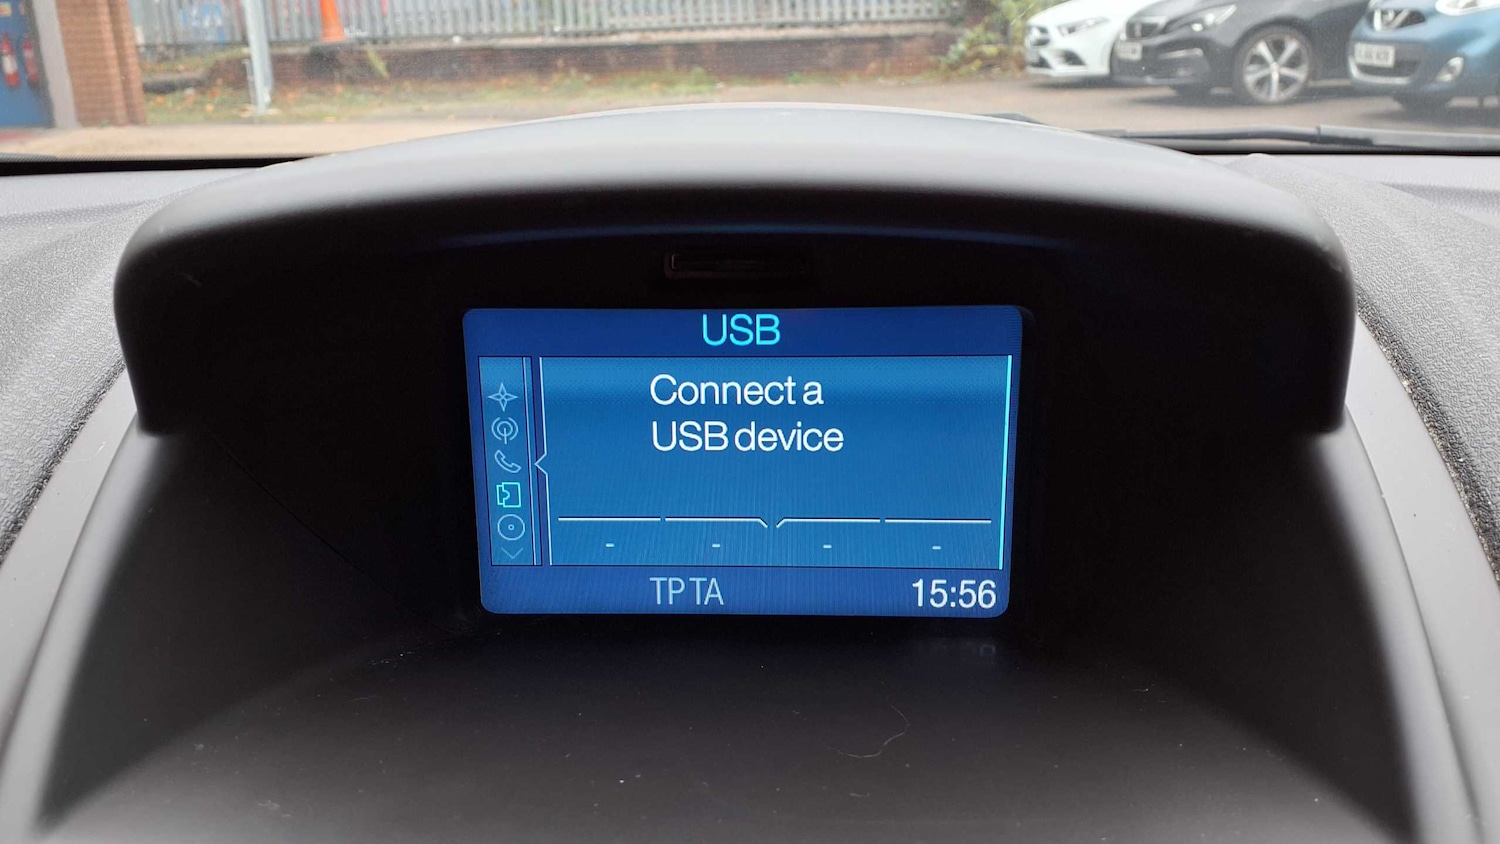 USB
Connect a
USB device
- - - -
TP TA 15:56